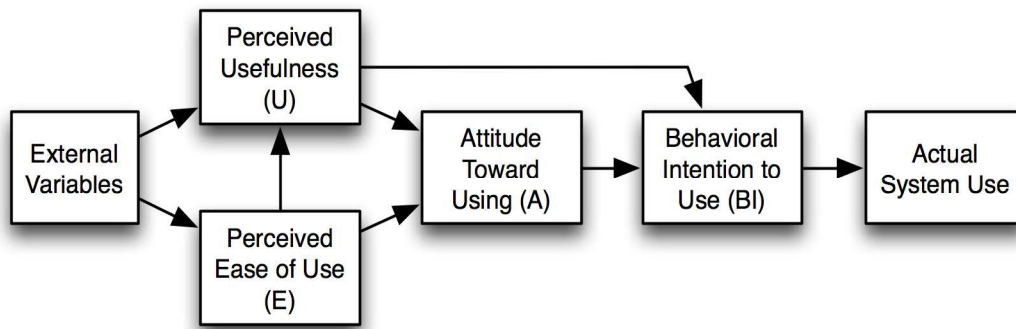 Perceived
Usefulness
(U)
External
Variables
Perceived
Ease of Use
(E)
Attitude
Toward
Using (A)
Behavioral
Intention to
Use (BI)
Actual
System Use